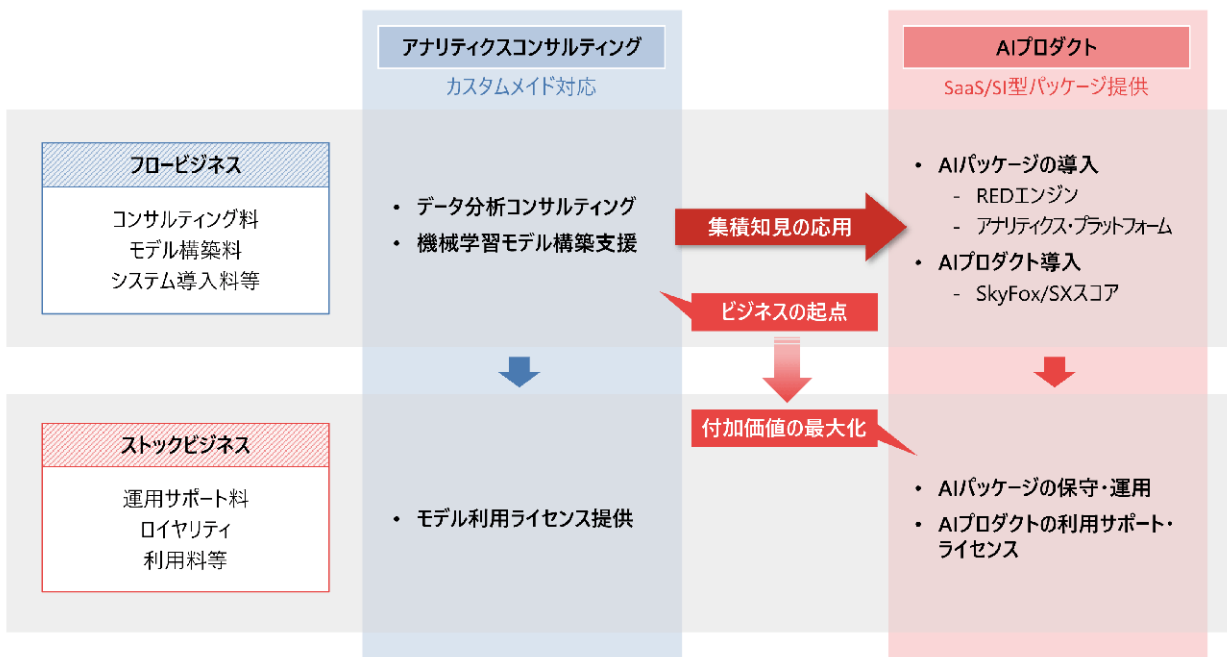 アナリティクスコンサルティング
カスタムメイド対応
AIプロダクト
SaaS/SI型パッケージ提供
フロービジネス
コンサルティング料
モデル構築料
システム導入料等
• データ分析コンサルティング
• 機械学習モデル構築支援
集積知見の応用
ビジネスの起点
• AIパッケージの導入
- REDエンジン
- アナリティクス・プラットフォーム
• AIプロダクト導入
- SkyFox/SXスコア
ストックビジネス
運用サポート料
ロイヤリティ
利用料等
• モデル利用ライセンス提供
付加価値の最大化
• AIパッケージの保守・運用
• AIプロダクトの利用サポート・
ライセンス